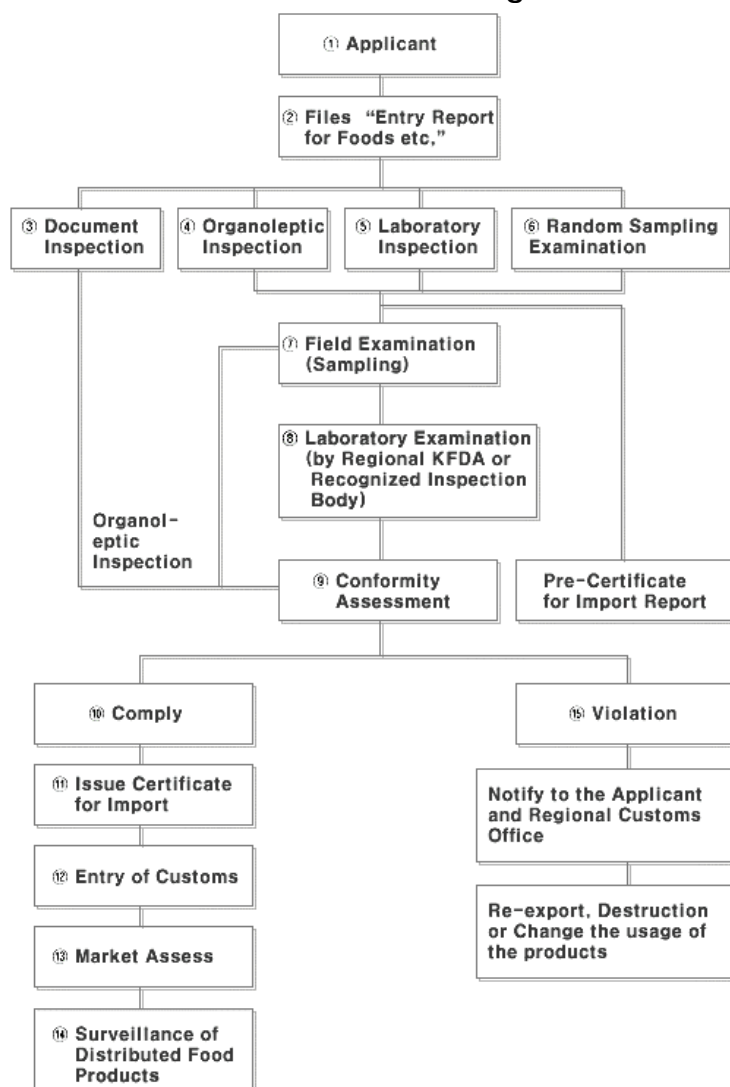 ① Applicant
② Files “Entry Report
for Foods etc,”
③ Document
Inspection
④ Organoleptic
Inspection
⑤ Laboratory
Inspection
⑥ Random Sampling
Examination
⑦ Field Examination
(Sampling)
⑧ Laboratory Examination
(by Regional KFDA or
Recognized Inspection
Body)
Organol-
eptic
Inspection
⑨ Conformity
Assessment
Pre-Certificate
for Import Report
⑩ Comply
⑮ Violation
⑪ Issue Certificate
for Import
Notify to the Applicant
and Regional Customs
Office
⑫ Entry of Customs
Re-export, Destruction
or Change the usage of
the products
⑬ Market Assess
⑭ Surveillance of
Distributed Food
Products